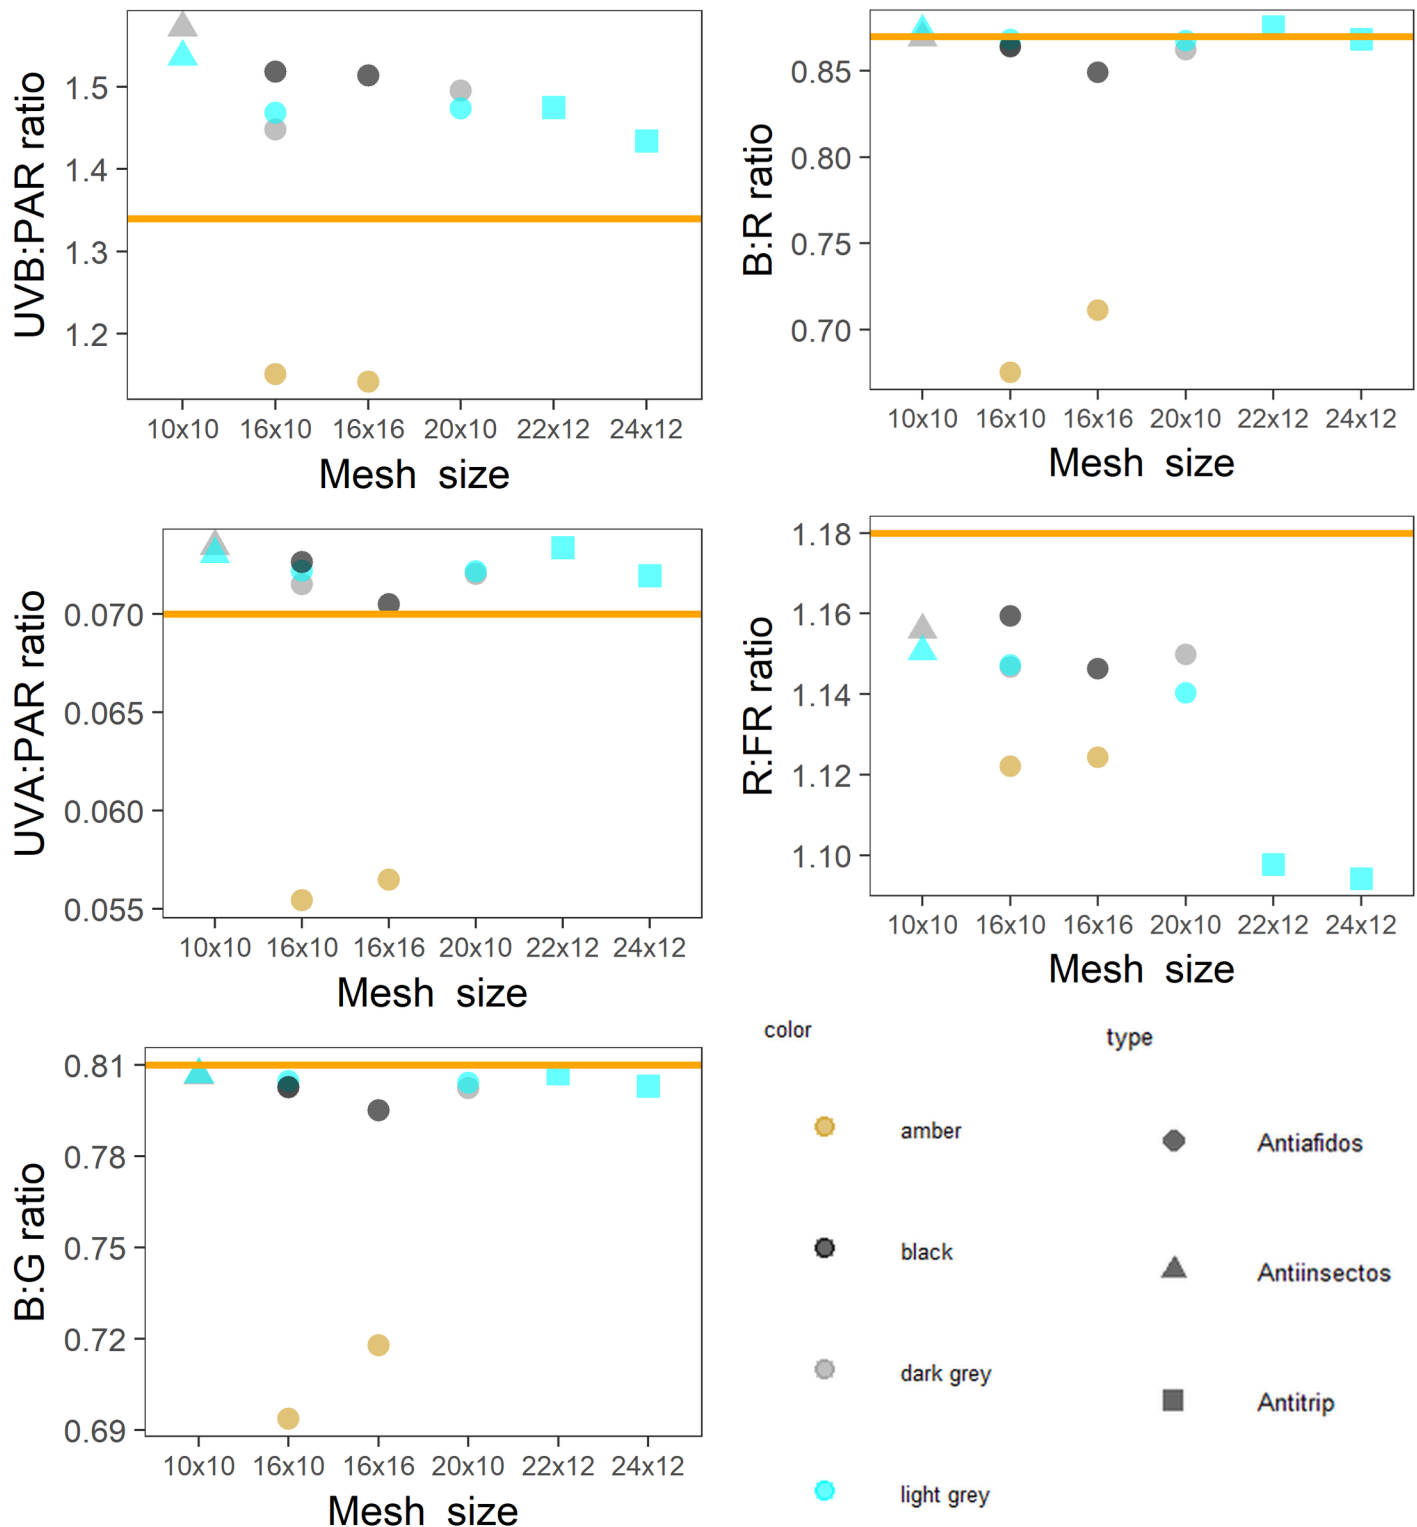 UVB:PAR ratio
1.5
1.4
1.3
1.2
10x10 16x10 16x16 20x10 22x12 24x12
Mesh size
B:R ratio
0.85
0.80
0.75
0.70
10x10 16x10 16x16 20x10 22x12 24x12
Mesh size
UVA:PAR ratio
0.070
0.065
0.060
0.055
10x10 16x10 16x16 20x10 22x12 24x12
Mesh size
R:FR ratio
1.18
1.16
1.14
1.12
1.10
10x10 16x10 16x16 20x10 22x12 24x12
Mesh size
B:G ratio
0.81
0.78
0.75
0.72
0.69
10x10 16x10 16x16 20x10 22x12 24x12
Mesh size
color
amber
black
dark grey
light grey
type
Antiafidos
Antiinsectos
Antitrip